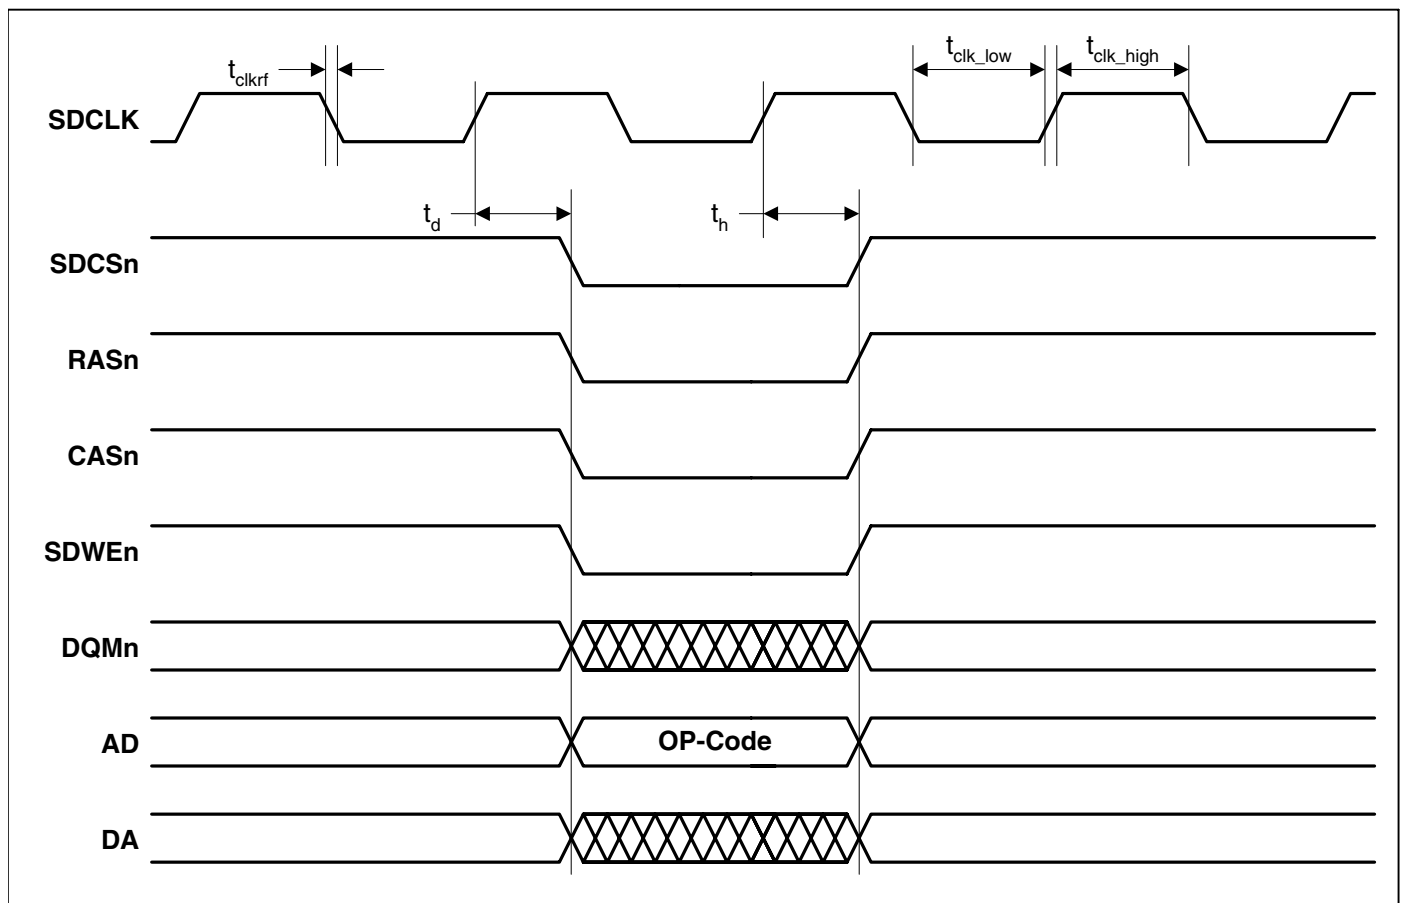 t_clkrf
t_clk_low
t_clk_high
SDCLK
t_d
t_h
SDCSn
RASn
CASn
SDWEn
DQMn
AD
OP-Code
DA